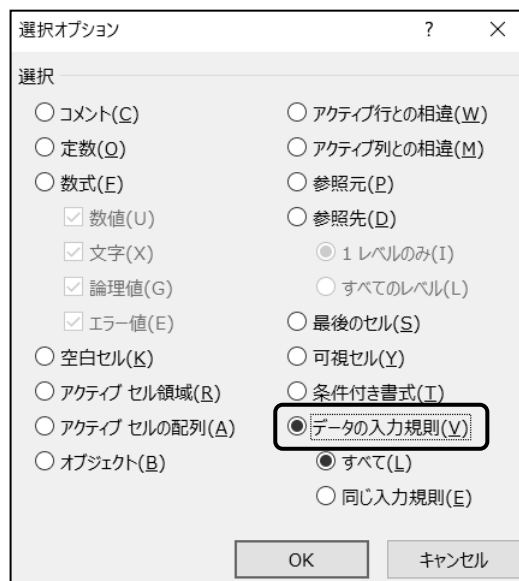 選択オプション ? ×
選択
コメント(C)
定数(O)
数式(F)
数値(U)
文字(X)
論理値(G)
エラー値(E)
空白セル(K)
アクティブ セル領域(R)
アクティブ セルの配列(A)
オブジェクト(B)
アクティブ行との相違(W)
アクティブ列との相違(M)
参照元(P)
参照先(D)
1 レベルのみ(I)
すべてのレベル(L)
最後のセル(S)
可視セル(Y)
条件付き書式(T)
データの入力規則(V)
すべて(L)
同じ入力規則(E)
OK
キャンセル